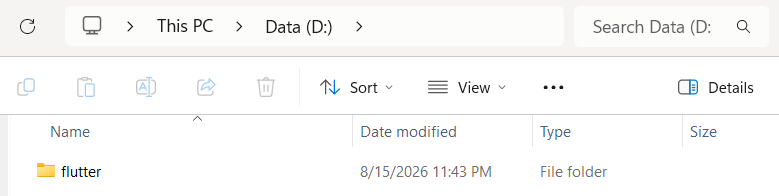 This PC Data (D:) Search Data (D:
Sort View Details
Name Date modified Type Size
flutter 8/15/2026 11:43 PM File folder